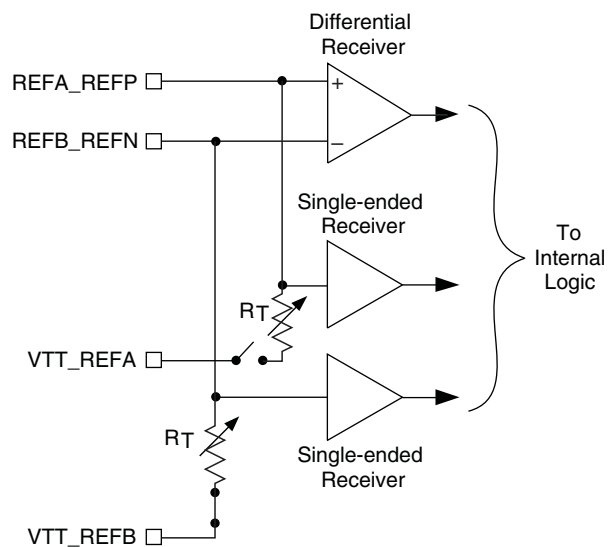 Differential
Receiver
REFA_REFP
+
REFB_REFN
–
Single-ended
Receiver
To
Internal
Logic
RT
VTT_REFA
RT
Single-ended
Receiver
VTT_REFB